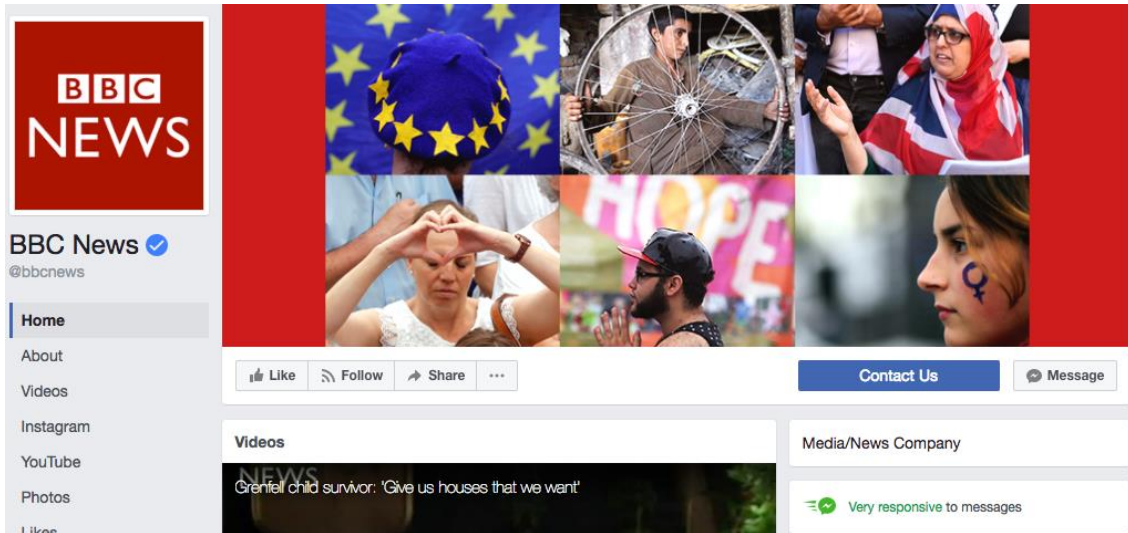 BBC
NEWS
BBC News
@bbcnews
Home
About
Videos
Instagram
YouTube
Photos
Likes
HOPE
Like
Follow
Share
...
Contact Us
Message
Videos
NEWS
Grenfell child survivor: 'Give us houses that we want'
Media/News Company
Very responsive to messages